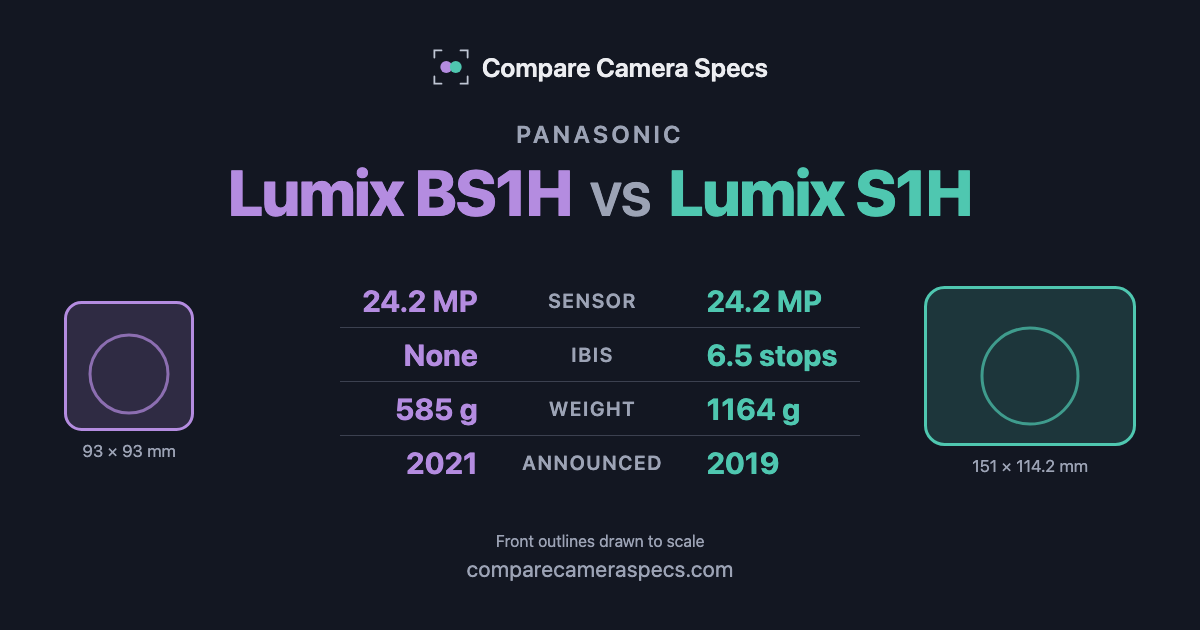 Compare Camera Specs
PANASONIC
Lumix BS1H vs Lumix S1H
24.2 MP SENSOR 24.2 MP
None IBIS 6.5 stops
585 g WEIGHT 1164 g
2021 ANNOUNCED 2019
93 × 93 mm
151 × 114.2 mm
Front outlines drawn to scale
comparecameraspecs.com